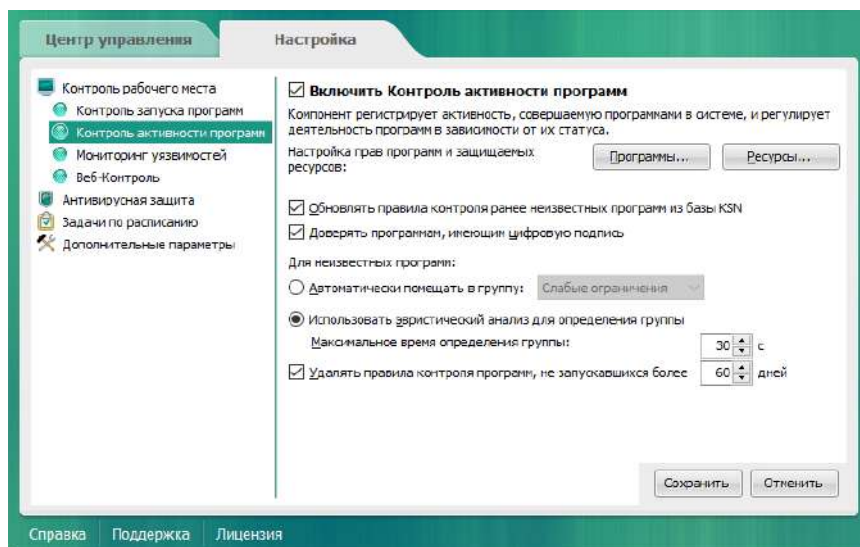 Центр управления
Настройка
Контроль рабочего места
Контроль запуска программ
Контроль активности программ
Мониторинг уязвимостей
Веб-Контроль
Антивирусная защита
Задачи по расписанию
Дополнительные параметры
Включить Контроль активности программ
Компонент регистрирует активность, совершаемую программами в системе, и регулирует
деятельность программ в зависимости от их статуса.
Настройка прав программ и защищаемых
ресурсов:
Программы...
Ресурсы...
Обновлять правила контроля ранее неизвестных программ из базы KSN
Доверять программам, имеющим цифровую подпись
Для неизвестных программ:
Автоматически помещать в группу:
Слабые ограничения
Использовать эвристический анализ для определения группы
Максимальное время определения группы:
30
с
Удалять правила контроля программ, не запускавшихся более
60
дней
Сохранить
Отменить
Справка
Поддержка
Лицензия